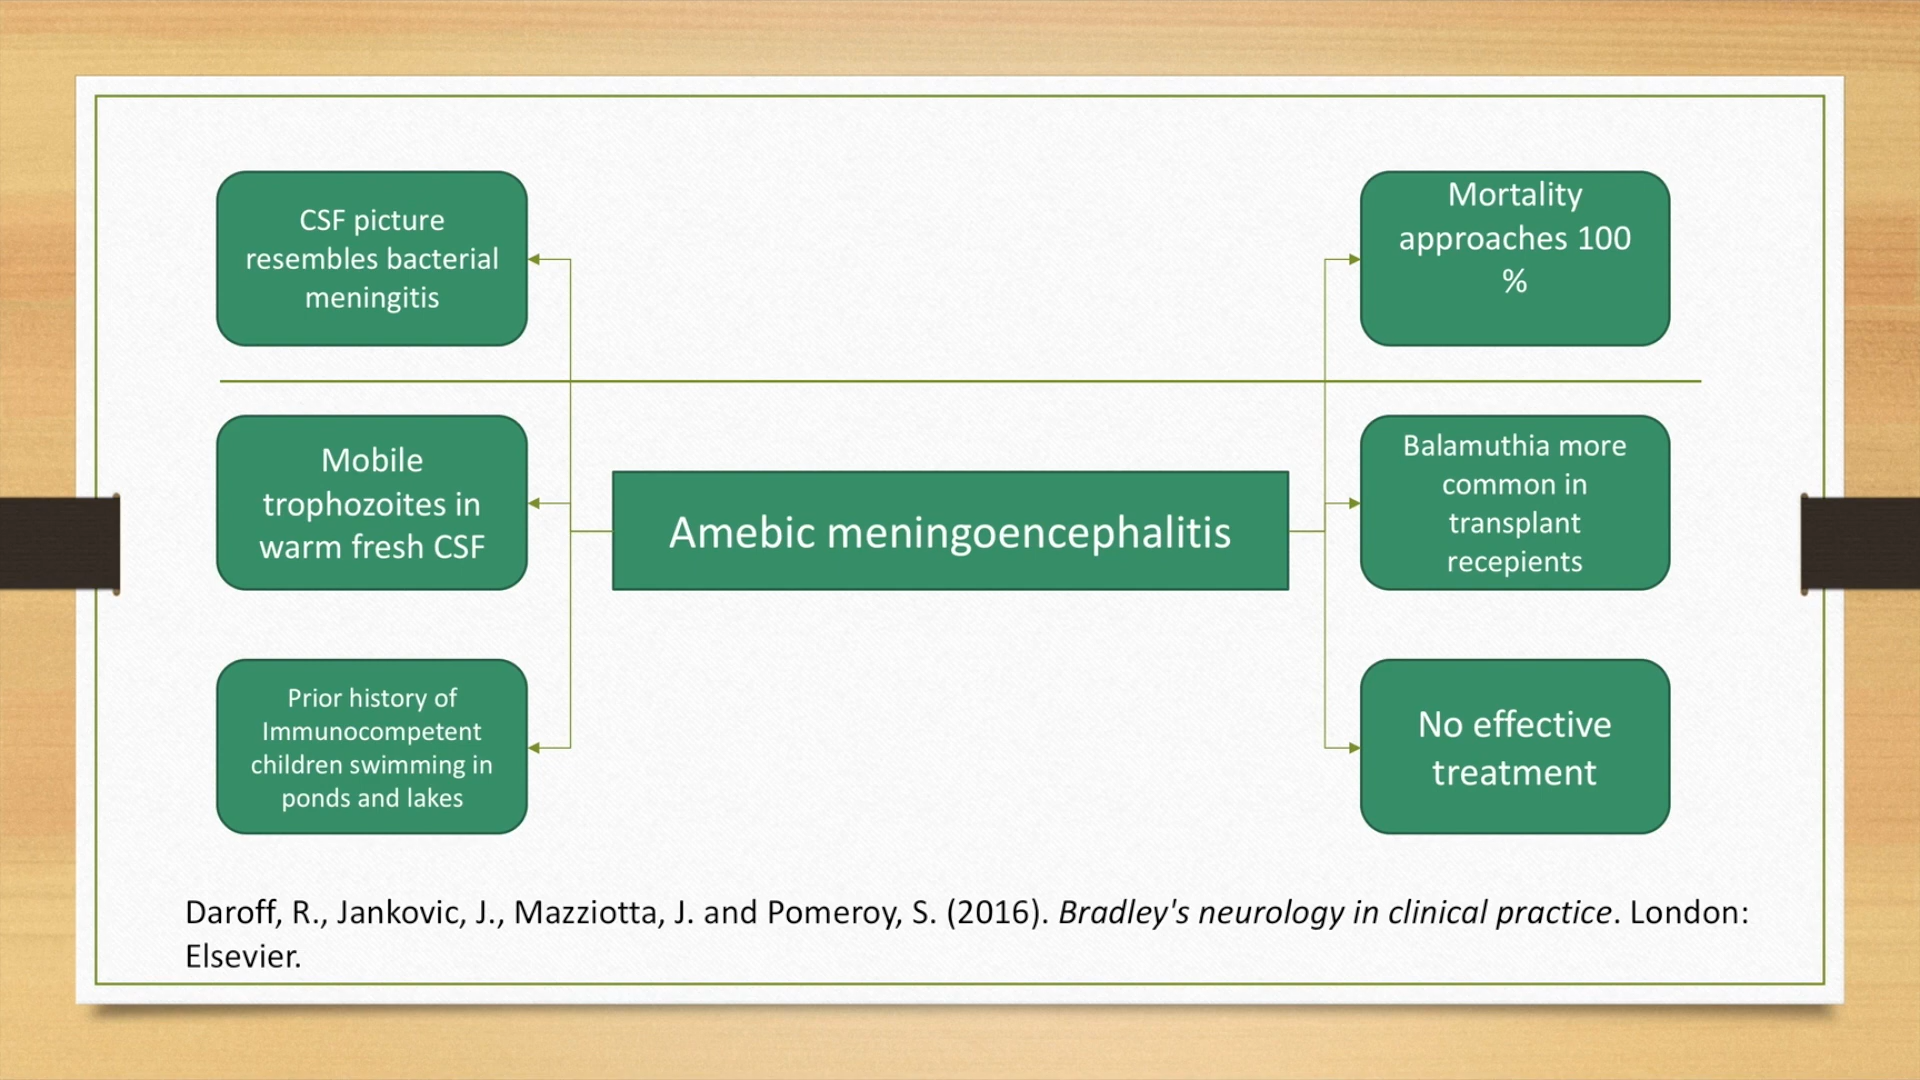 CSF picture
resembles bacterial
meningitis
Mobile
trophozoites in
warm fresh CSF
Prior history of
Immunocompetent
children swimming in
ponds and lakes
Amebic meningoencephalitis
Mortality
approaches 100
%
Balamuthia more
common in
transplant
recepients
No effective
treatment
Daroff, R., Jankovic, J., Mazziotta, J. and Pomeroy, S. (2016). Bradley's neurology in clinical practice. London:
Elsevier.